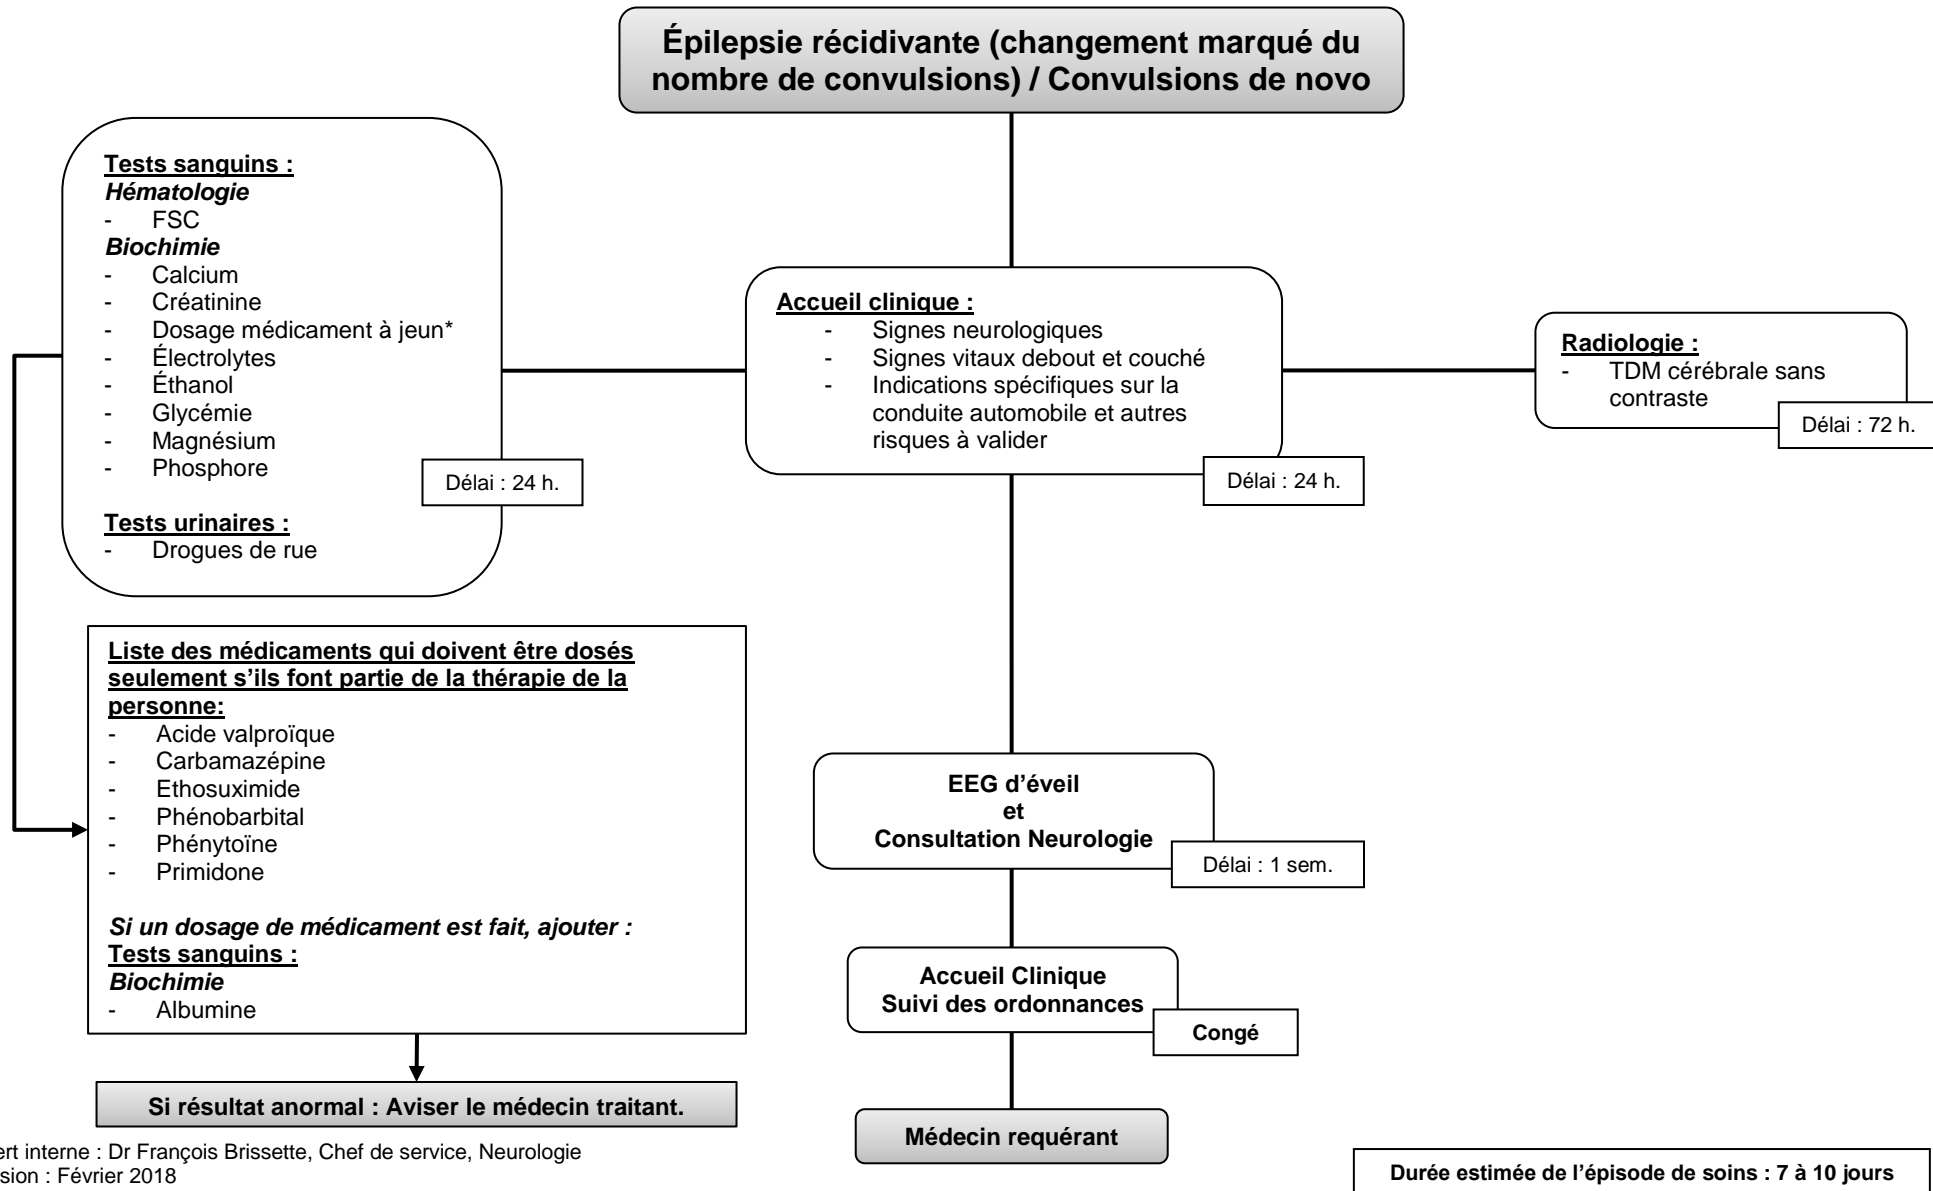 Épilepsie récidivante (changement marqué du
nombre de convulsions) / Convulsions de novo
Tests sanguins :
Hématologie
- FSC
Biochimie
- Calcium
- Créatinine
- Dosage médicament à jeun*
- Électrolytes
- Éthanol
- Glycémie
- Magnésium
- Phosphore
Délai : 24 h.
Tests urinaires :
- Drogues de rue
Accueil clinique :
- Signes neurologiques
- Signes vitaux debout et couché
- Indications spécifiques sur la
conduite automobile et autres
risques à valider
Délai : 24 h.
Radiologie :
- TDM cérébrale sans
contraste
Délai : 72 h.
Liste des médicaments qui doivent être dosés
seulement s'ils font partie de la thérapie de la
personne:
- Acide valproïque
- Carbamazépine
- Ethosuximide
- Phénobarbital
- Phénytoïne
- Primidone
Si un dosage de médicament est fait, ajouter :
Tests sanguins :
Biochimie
- Albumine
Si résultat anormal : Aviser le médecin traitant.
EEG d'éveil
et
Consultation Neurologie
Délai : 1 sem.
Accueil Clinique
Suivi des ordonnances
Congé
Médecin requérant
ert interne : Dr François Brissette, Chef de service, Neurologie
sion : Février 2018
Durée estimée de l'épisode de soins : 7 à 10 jours